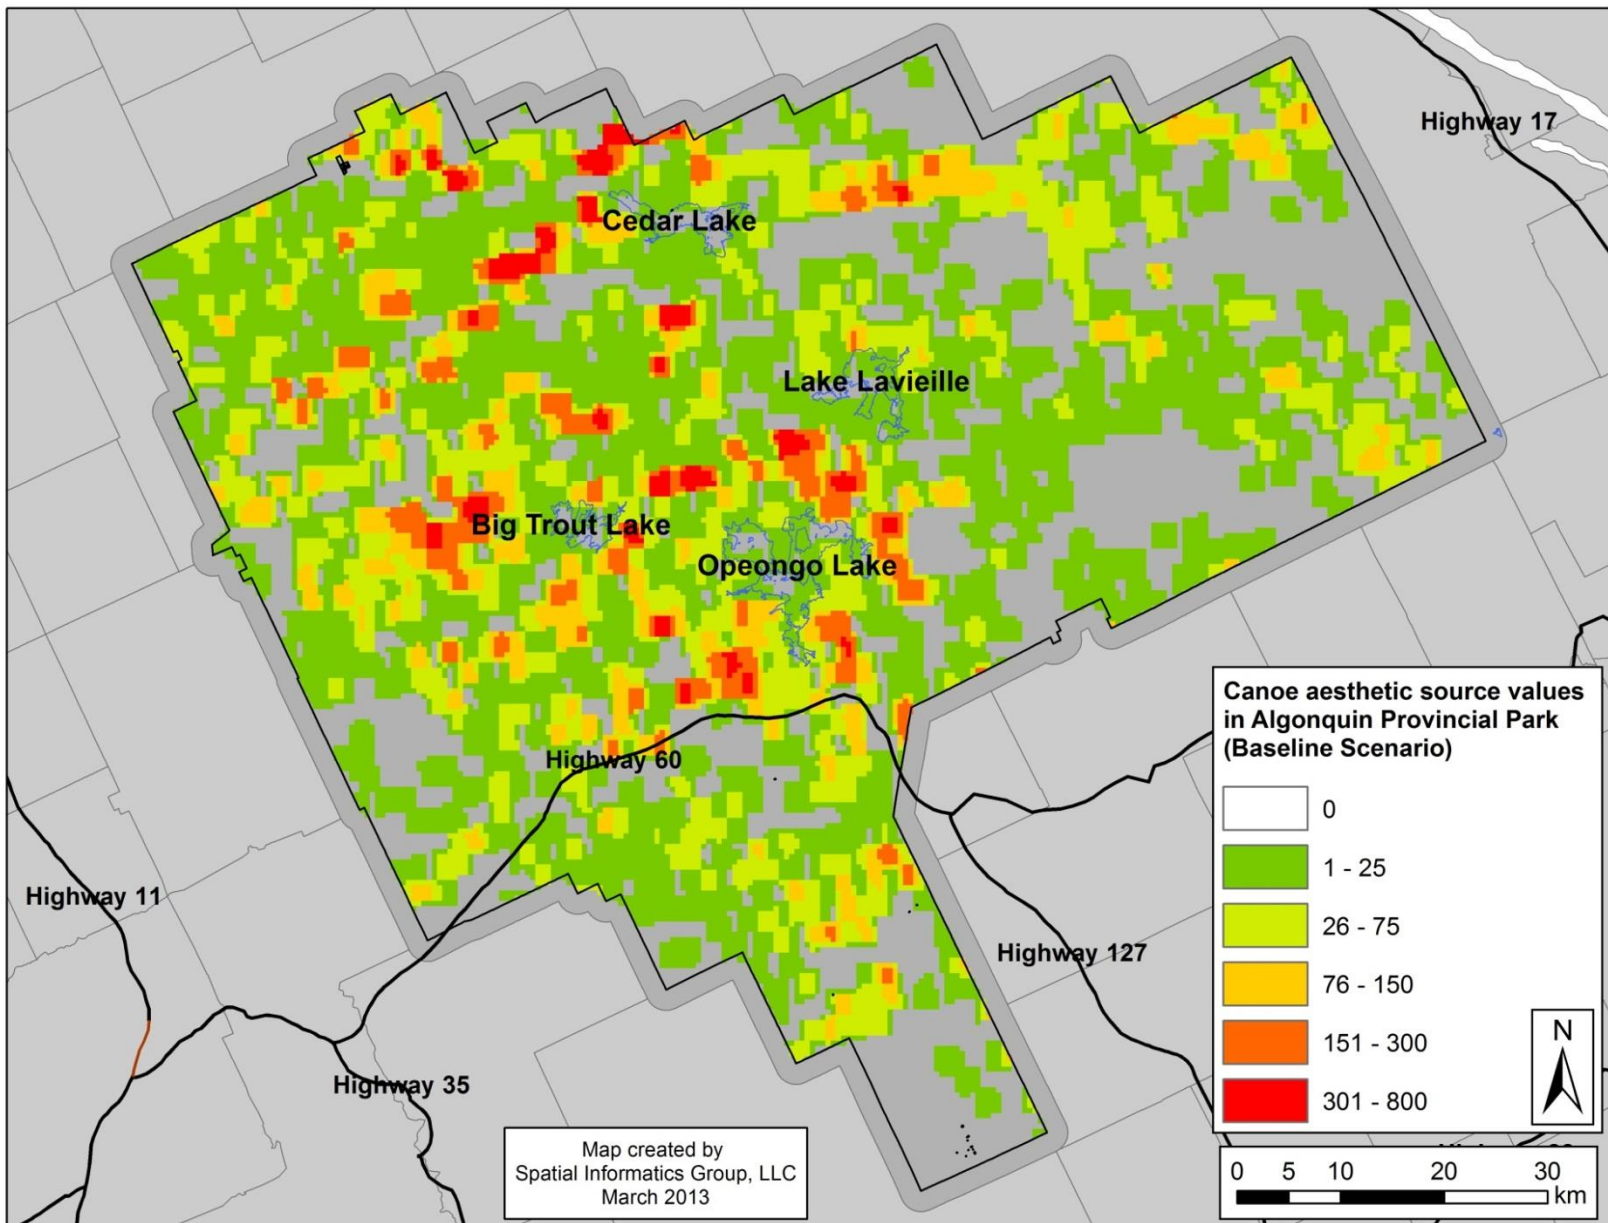 Highway 17
Cedar Lake
Lake Lavieille
Big Trout Lake
Opeongo Lake
Highway 60
Highway 11
Highway 127
Highway 35
Canoe aesthetic source values
in Algonquin Provincial Park
(Baseline Scenario)
0
1 - 25
26 - 75
76 - 150
151 - 300
301 - 800
N
Map created by
Spatial Informatics Group, LLC
March 2013
0 5 10 20 30
km